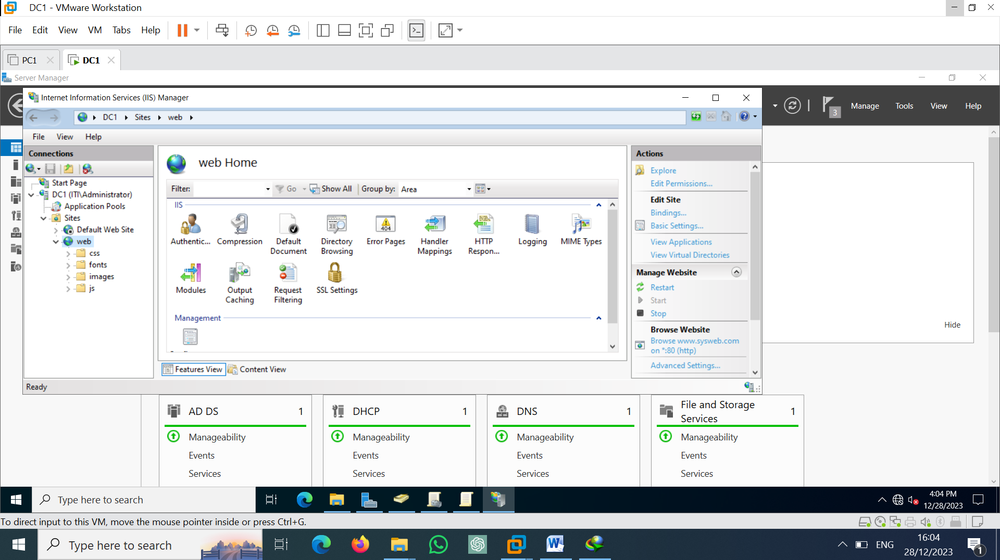 DC1 - VMware Workstation
File Edit View VM Tabs Help
PC1 DC1
Server Manager
Internet Information Services (IIS) Manager
3 Manage Tools View Help
DC1 Sites web
File View Help
Connections
Start Page
DC1 (ITI\Administrator)
Application Pools
Sites
Default Web Site
web
css
fonts
images
js
web Home
Filter: Go Show All Group by: Area
IIS
Authentic... Compression Default Document Directory Browsing Error Pages Handler Mappings HTTP Respon... Logging MIME Types
Modules Output Caching Request Filtering SSL Settings
Management
Features View Content View
Ready
Actions
Explore
Edit Permissions...
Edit Site
Bindings...
Basic Settings...
View Applications
View Virtual Directories
Manage Website
Restart
Start
Stop
Browse Website
Browse www.sysweb.com
on *:80 (http)
Advanced Settings...
Hide
AD DS 1
Manageability
Events
Services
DHCP 1
Manageability
Events
Services
DNS 1
Manageability
Events
Services
File and Storage
Services 1
Manageability
Events
Services
Type here to search
4:04 PM
12/28/2023
To direct input to this VM, move the mouse pointer inside or press Ctrl+G.
Type here to search
ENG
16:04
28/12/2023
1